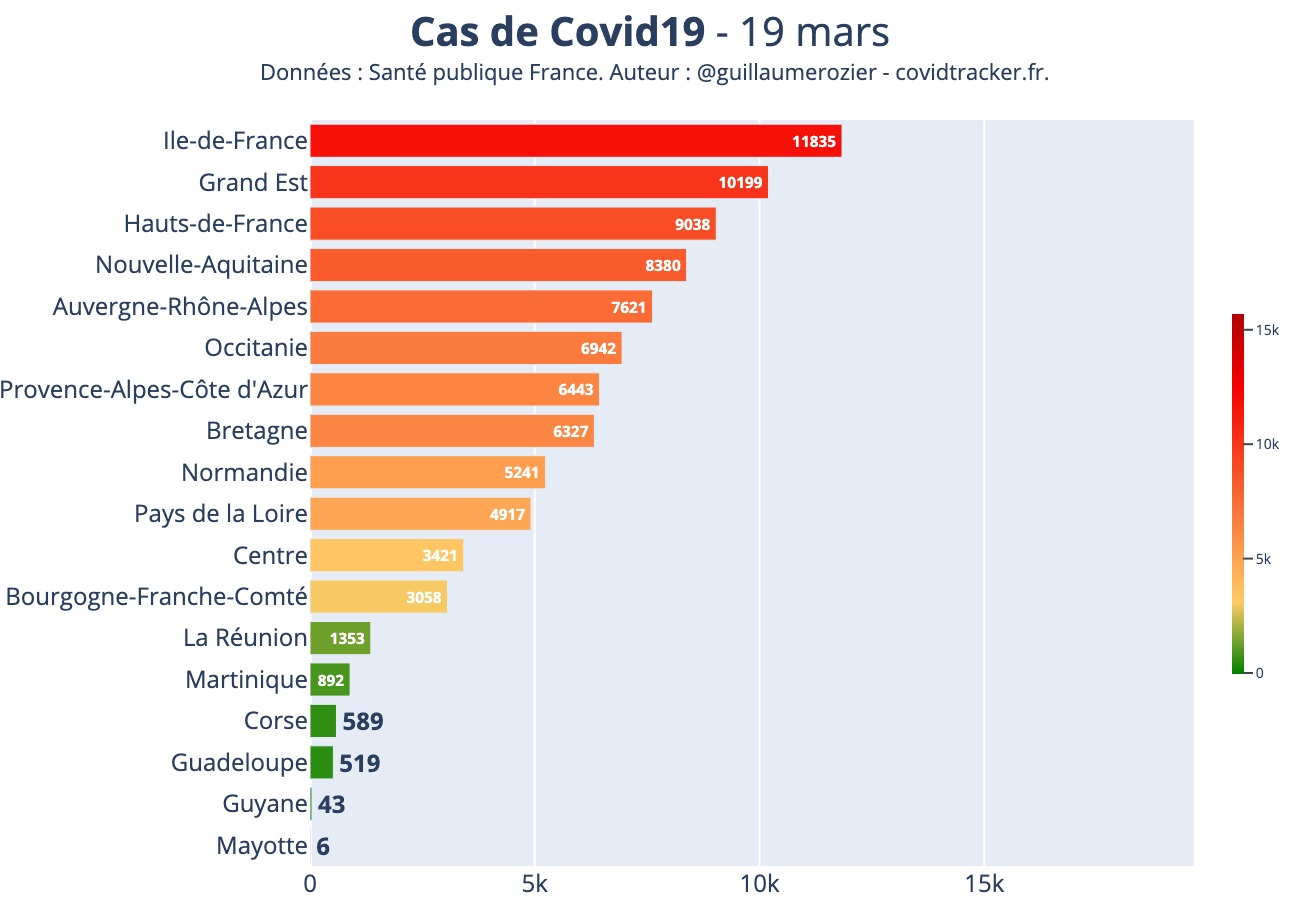 Cas de Covid19 - 19 mars
Données : Santé publique France. Auteur : @guillaumerozier - covidtracker.fr.
Ile-de-France 11835
Grand Est 10199
Hauts-de-France 9038
Nouvelle-Aquitaine 8380
Auvergne-Rhône-Alpes 7621
Occitanie 6942
Provence-Alpes-Côte d'Azur 6443
Bretagne 6327
Normandie 5241
Pays de la Loire 4917
Centre 3421
Bourgogne-Franche-Comté 3058
La Réunion 1353
Martinique 892
Corse 589
Guadeloupe 519
Guyane 43
Mayotte 6
0 5k 10k 15k
15k
10k
5k
0